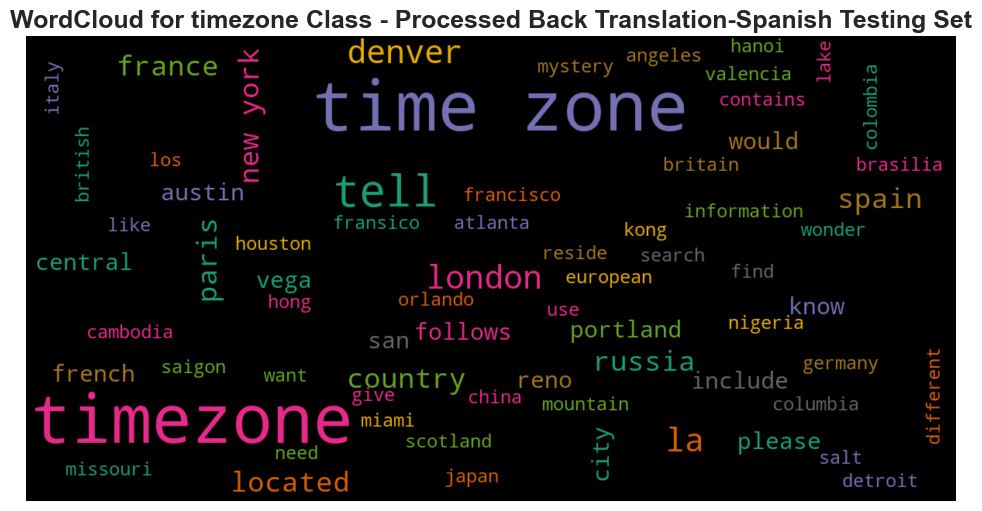 WordCloud for timezone Class - Processed Back Translation-Spanish Testing Set
italy
france
new york
denver
mystery
angeles
hanoi
valencia
lake
contains
colombia
time zone
british
los
would
britain
brasilia
austin
tell
francisco
spain
like
paris
fransico
atlanta
information
wonder
houston
kong
central
reside
search
european
find
vega
london
hong
orlando
use
know
cambodia
follows
portland
nigeria
san
russia
french
saigon
want
country
reno
include
germany
give
china
mountain
columbia
different
timezone
miami
scotland
city
la
please
need
salt
missouri
located
japan
detroit